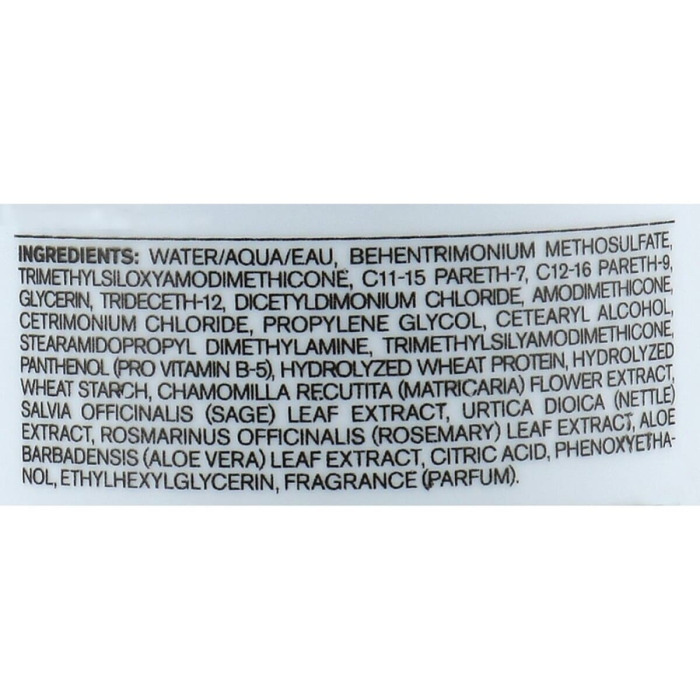 INGREDIENTS: WATER/AQUA/EAU, BEHENTRIMONIUM METHOSULFATE,
TRIMETHYLSILOXYAMODIMETHICONE, C11-15 PARETH-7, C12-16 PARETH-9,
GLYCERIN, TRIDECETH-12, DICETYLDIMONIUM CHLORIDE, AMODIMETHICONE,
CETRIMONIUM CHLORIDE, PROPYLENE GLYCOL, CETEARYL ALCOHOL,
STEARAMIDOPROPYL DIMETHYLAMINE, TRIMETHYLSILYAMODIMETHICONE,
PANTHENOL (PRO VITAMIN B-5), HYDROLYZED WHEAT PROTEIN, HYDROLYZED
WHEAT STARCH, CHAMOMILLA RECUTITA (MATRICARIA) FLOWER EXTRACT,
SALVIA OFFICINALIS (SAGE) LEAF EXTRACT, URTICA DIOICA (NETTLE)
EXTRACT, ROSMARINUS OFFICINALIS (ROSEMARY) LEAF EXTRACT, ALOE
BARBADENSIS (ALOE VERA) LEAF EXTRACT, CITRIC ACID, PHENOXYETHA-
NOL, ETHYLHEXYLGLYCERIN, FRAGRANCE (PARFUM).